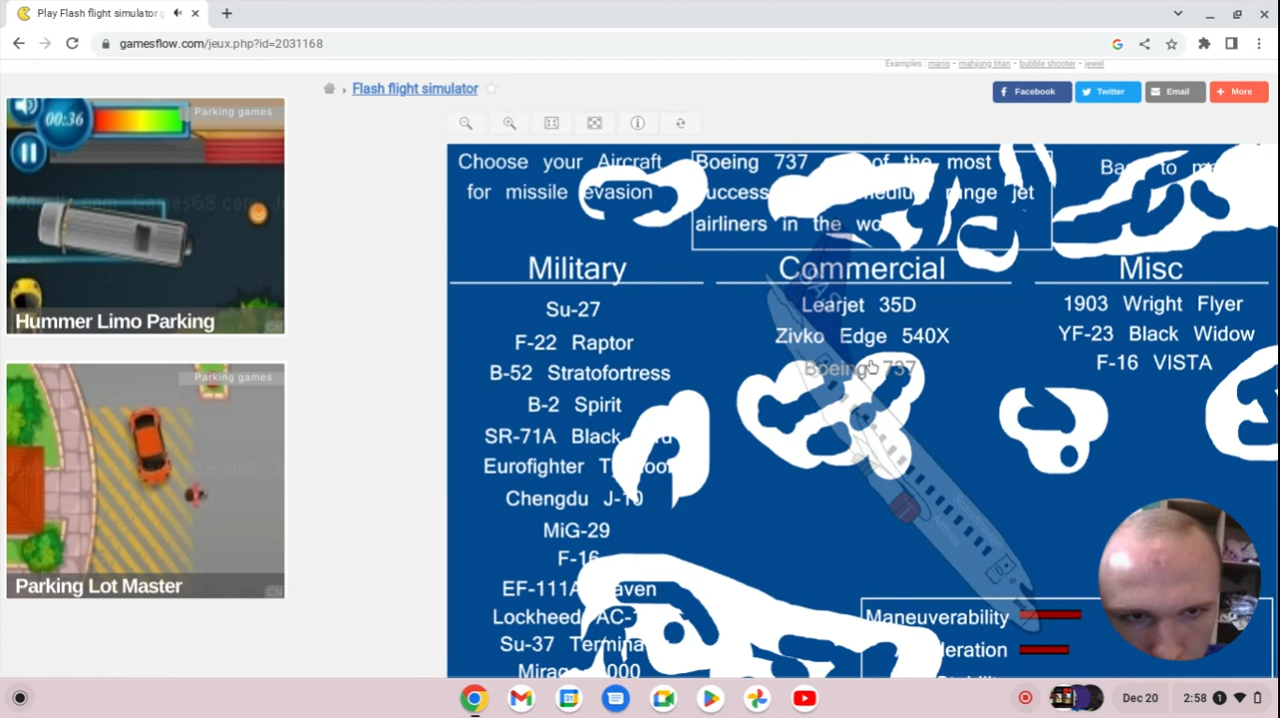 Play Flash flight simulator g
gamesflow.com/jeux.php?id=2031168
Examples : mario - mahjong titan - bubble shooter - jewel
Flash flight simulator
Facebook
Twitter
Email
More
00:36
Parking games
Hummer Limo Parking
Parking games
Parking Lot Master
Choose your Aircraft
for missile evasion
Boeing 737 of the most
range jet
airliners in the
to
Military
Su-27
F-22 Raptor
B-52 Stratofortress
B-2 Spirit
SR-71A Black
Eurofighter
Chengdu J-10
MiG-29
F-16
EF-111A
Lockheed
Su-37
Commercial
Learjet 35D
Zivko Edge 540X
Boeing 737
Misc
1903 Wright Flyer
YF-23 Black Widow
F-16 VISTA
Maneuverability
Dec 20
2:58